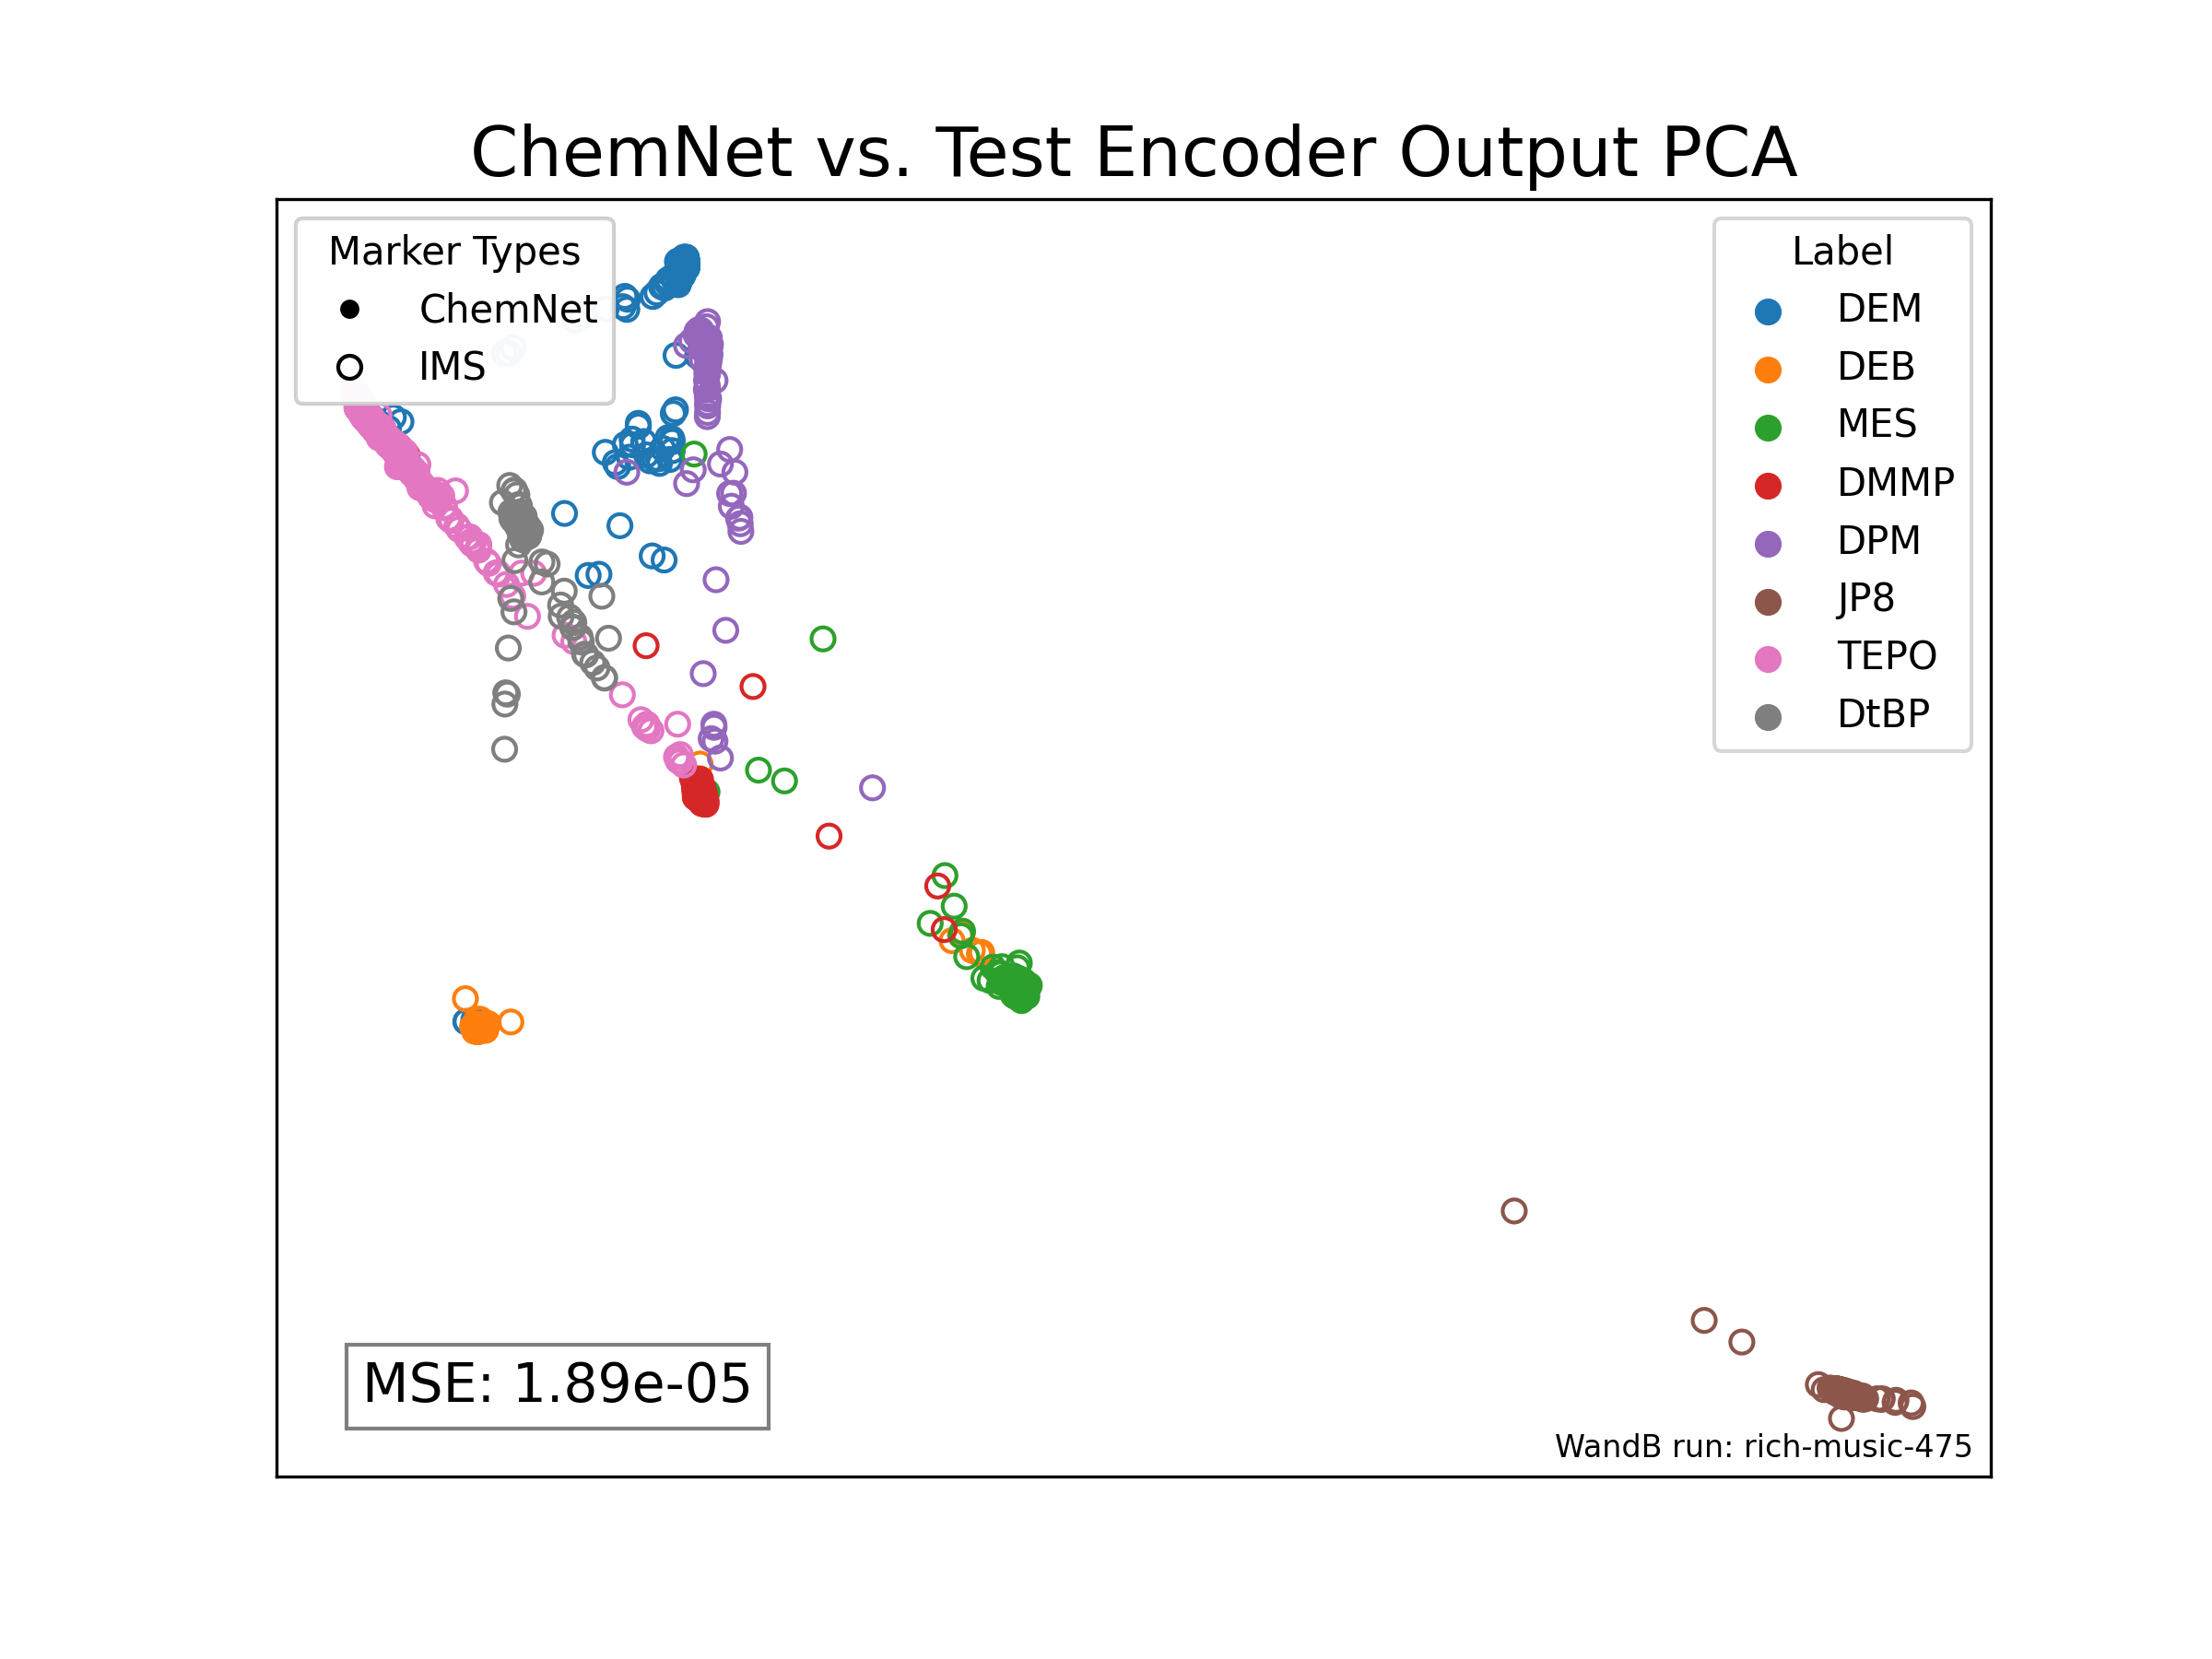 ChemNet vs. Test Encoder Output PCA
Marker Types
ChemNet
IMS
Label
DEM
DEB
MES
DMMP
DPM
JP8
TEPO
DtBP
MSE: 1.89e-05
WandB run: rich-music-475